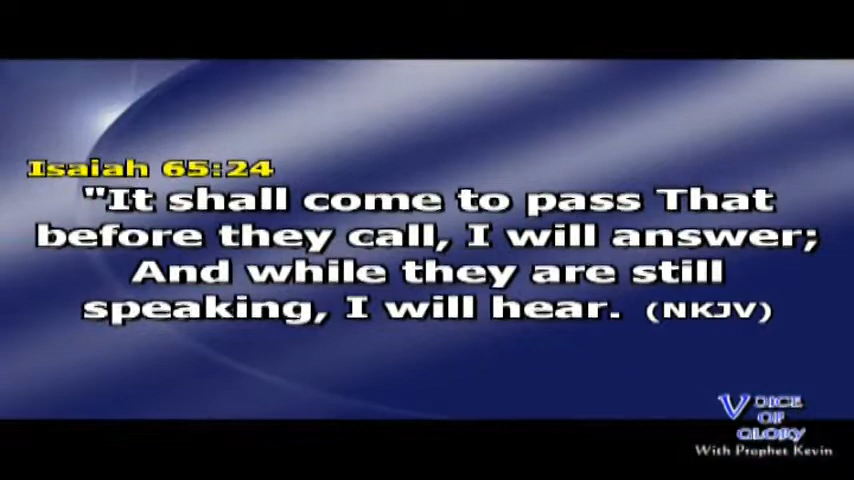 Isaiah 65:24
"It shall come to pass That
before they call, I will answer;
And while they are still
speaking, I will hear. (NKJV)
VOICE
OF
GLORY
With Prophet Kevin